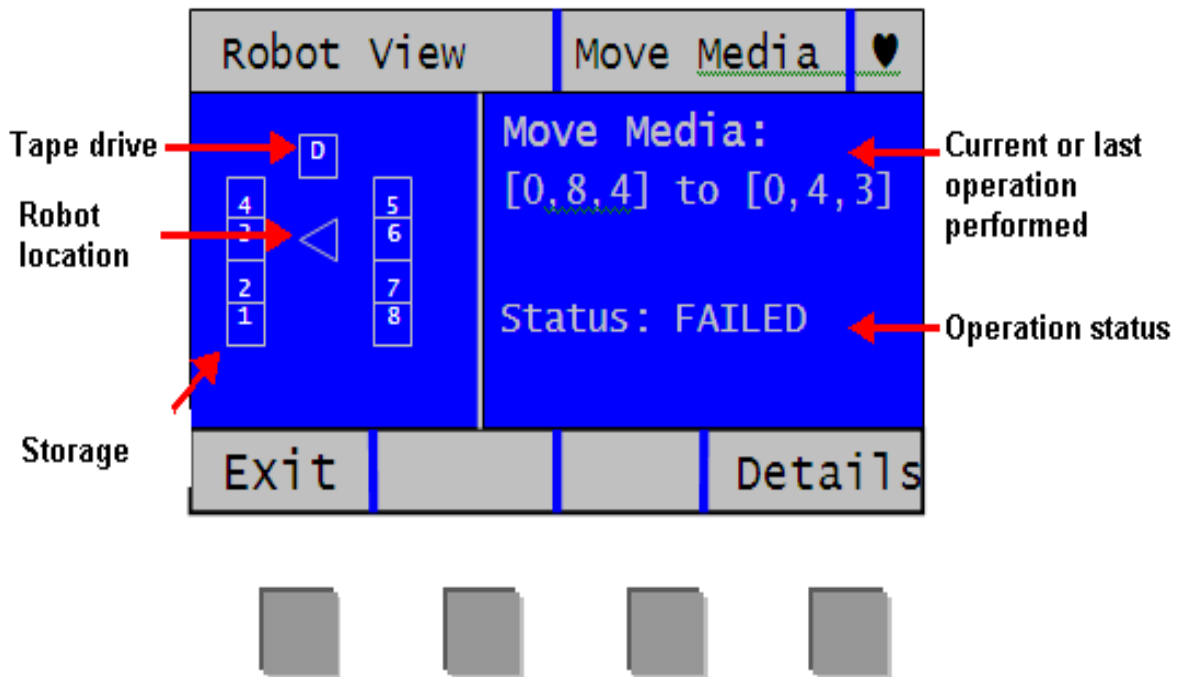 Robot View
Move Media ♥
Tape drive
D
Robot
location
4
3
2
1
5
6
7
8
Storage
Move Media:
[0,8,4] to [0,4,3]
Status: FAILED
Current or last
operation
performed
Operation status
Exit
Details